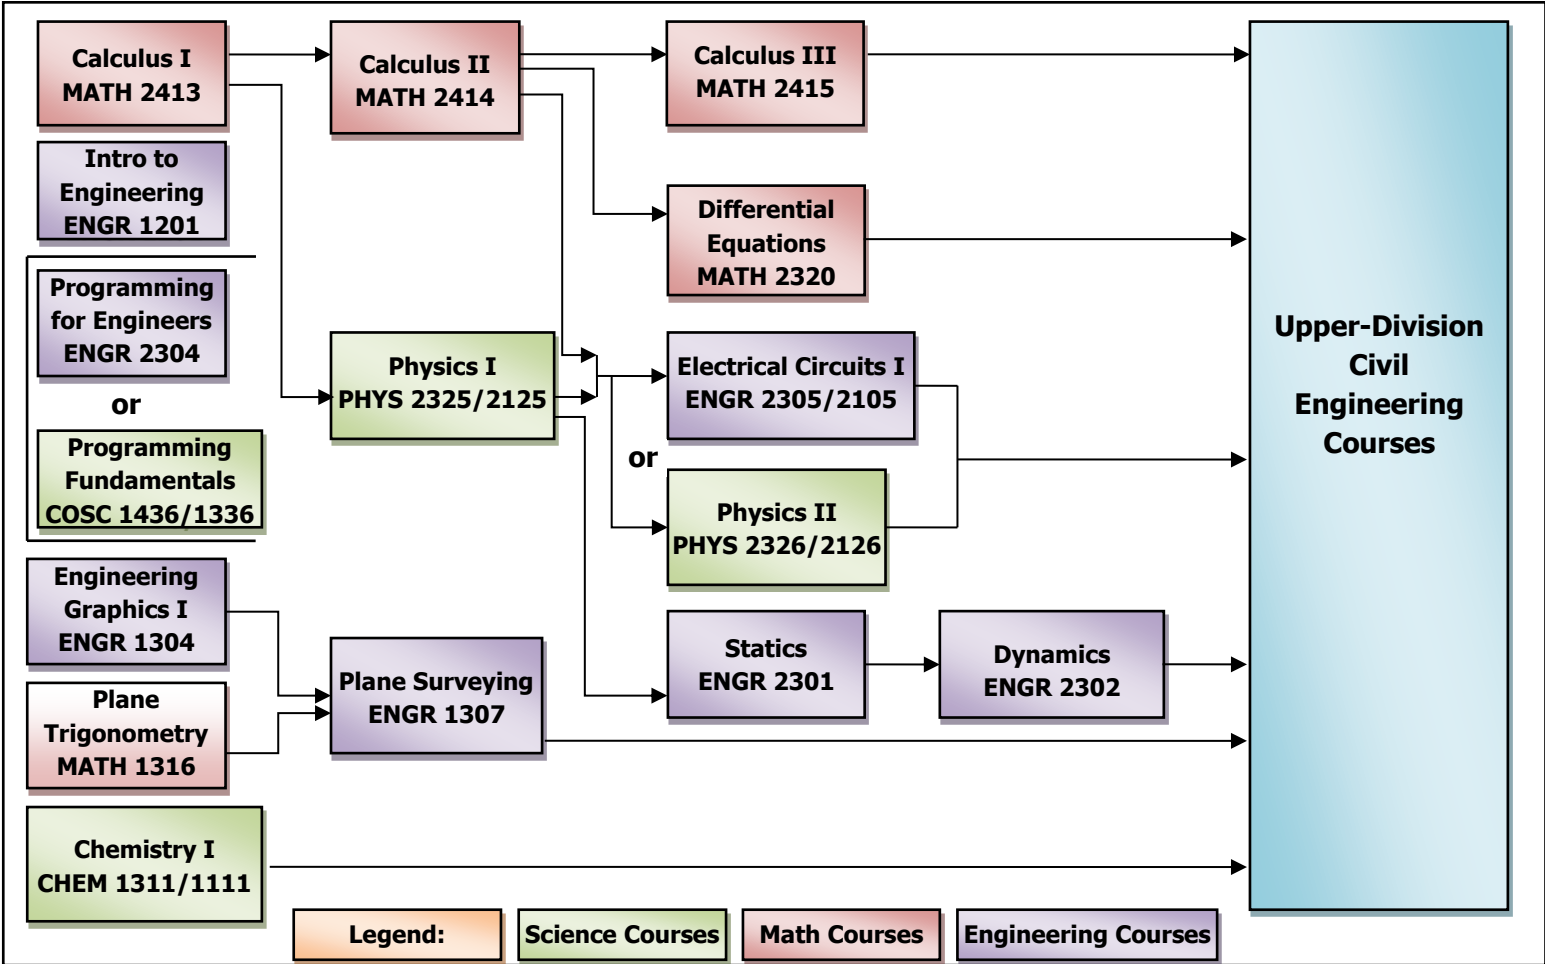 Calculus I
MATH 2413
Calculus II
MATH 2414
Calculus III
MATH 2415
Intro to
Engineering
ENGR 1201
Differential
Equations
MATH 2320
Programming
for Engineers
ENGR 2304
or
Programming
Fundamentals
COSC 1436/1336
Physics I
PHYS 2325/2125
Electrical Circuits I
ENGR 2305/2105
or
Physics II
PHYS 2326/2126
Upper-Division
Civil
Engineering
Courses
Engineering
Graphics I
ENGR 1304
Plane
Trigonometry
MATH 1316
Plane Surveying
ENGR 1307
Statics
ENGR 2301
Dynamics
ENGR 2302
Chemistry I
CHEM 1311/1111
Legend:
Science Courses
Math Courses
Engineering Courses